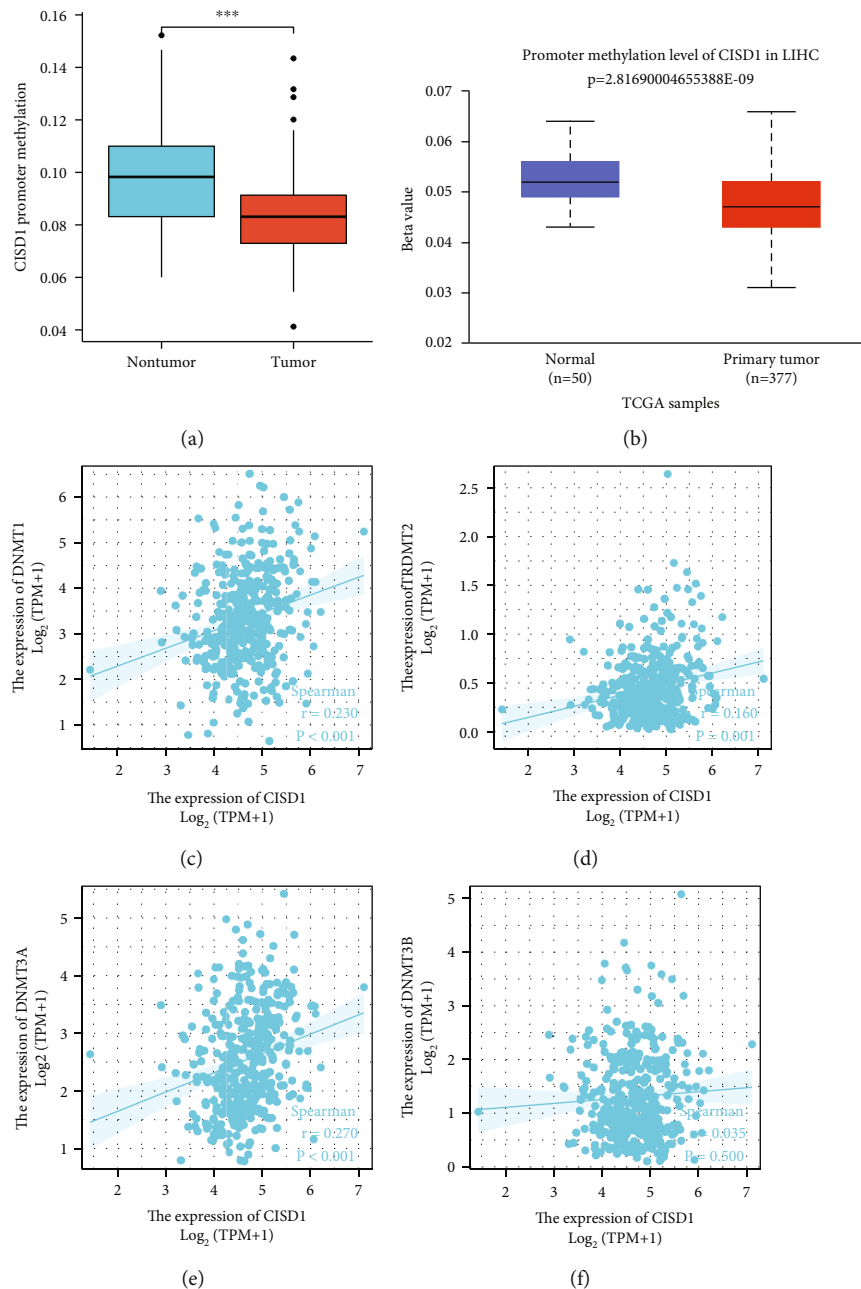 ***
0.16
0.14
0.12
0.10
0.08
0.06
0.04
CISD1 promoter methylation
Nontumor
Tumor
(a)
Promoter methylation level of CISD1 in LIHC
p=2.81690004655388E-09
0.07
0.06
0.05
0.04
0.03
0.02
Beta value
Normal
(n=50)
Primary tumor
(n=377)
TCGA samples
(b)
The expression of DNMT1
Log2 (TPM+1)
6
5
4
3
2
1
Spearman
r = 0.230
P < 0.001
2 3 4 5 6 7
The expression of CISD1
Log2 (TPM+1)
(c)
TheexpressionofTRDMT2
Log2 (TPM+1)
2.5
2.0
1.5
1.0
0.5
0.0
Spearman
r = 0.160
P = 0.001
2 3 4 5 6 7
The expression of CISD1
Log2 (TPM+1)
(d)
The expression of DNMT3A
Log2 (TPM+1)
5
4
3
2
1
Spearman
r = 0.270
P < 0.001
2 3 4 5 6 7
The expression of CISD1
Log2 (TPM+1)
(e)
The expression of DNMT3B
Log2 (TPM+1)
5
4
3
2
1
0
Spearman
r = 0.035
P = 0.500
2 3 4 5 6 7
The expression of CISD1
Log2 (TPM+1)
(f)